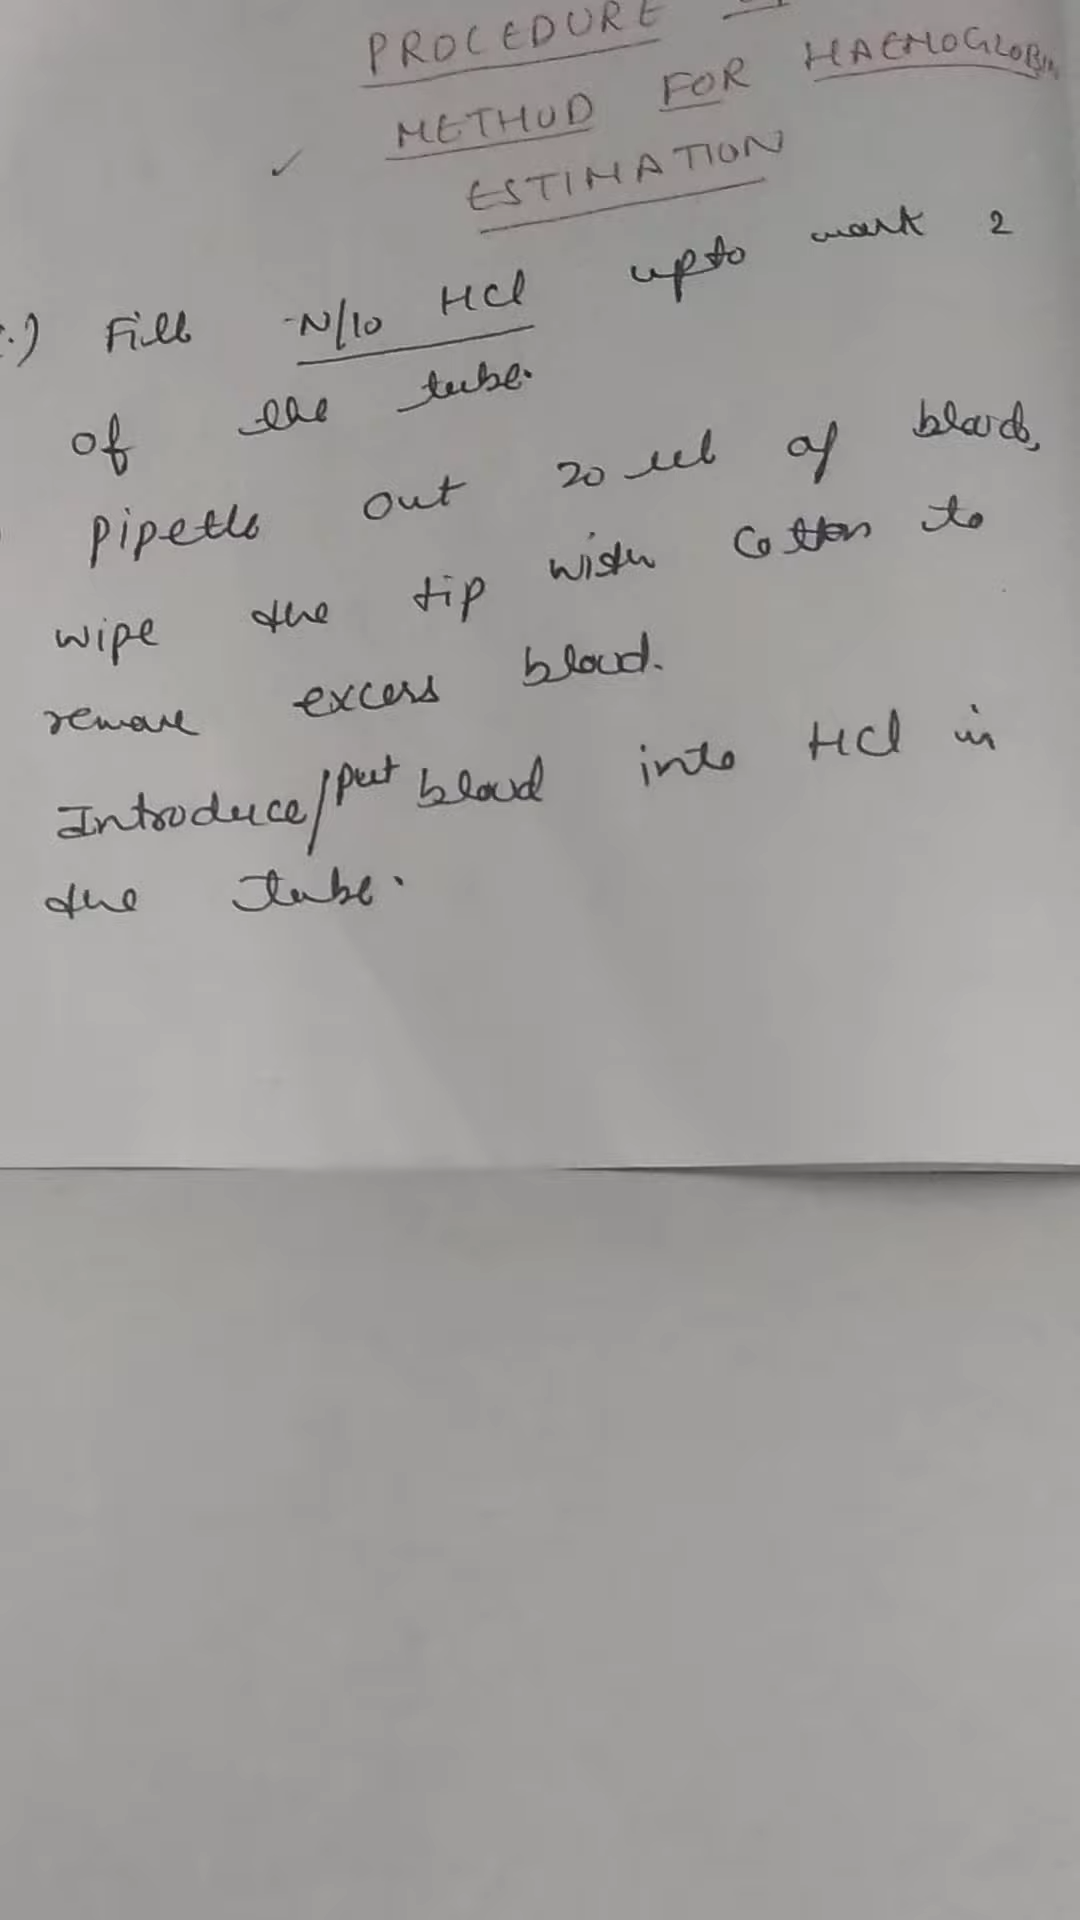 PROCEDURE
METHOD FOR HAEMOGLOBIN
ESTIMATION
Fill N/10 HCl upto mark 2
of the tube.
Pipette out 20 ul of blood,
wipe the tip with cotton to
remove excess blood.
Introduce/put blood into HCl in
the tube.